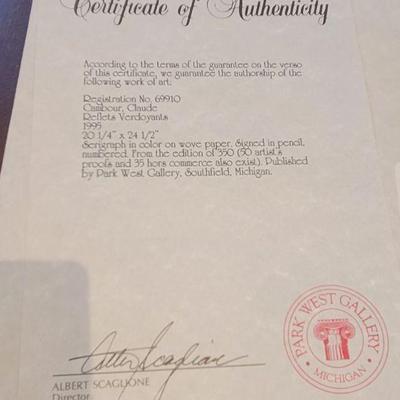 Certificate of Authenticity
According to the terms of the guarantee on the verso
of this certificate, we guarantee the authorship of the
following work of art:
Registration No. 69910
Cambour, Claude
Reflets Verdoyants
1995
20 1/4" x 24 1/2"
Serigraph in color on wove paper. Signed in pencil,
numbered. From the edition of 350 (50 artist's
proofs and 35 hors commerce also exist). Published
by Park West Gallery, Southfield, Michigan.
ALBERT SCAGLIONE
Director
PARK WEST GALLERY
MICHIGAN